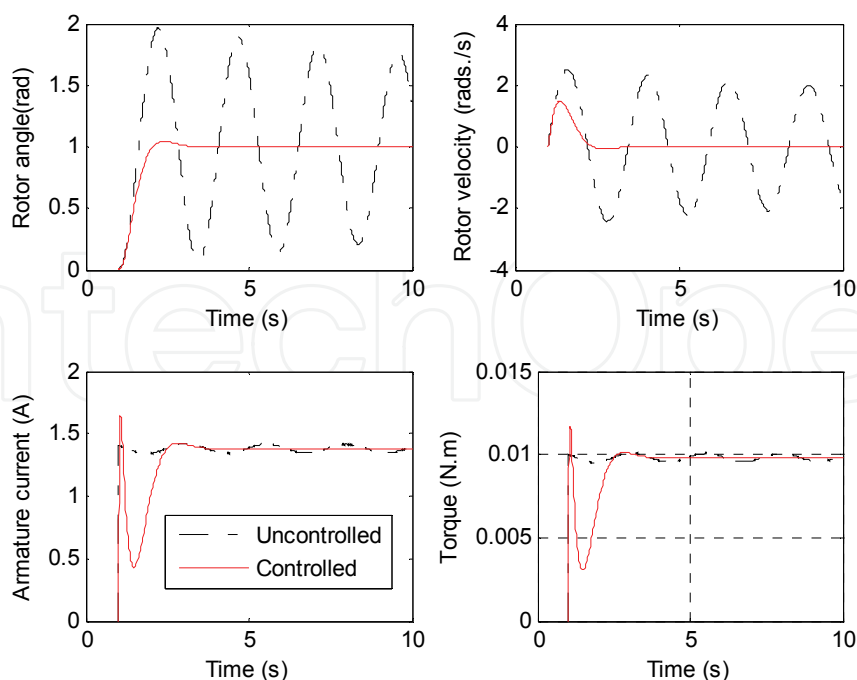 2
1.5
1
0.5
0
0
5
10
Rotor angle(rad)
Time (s)
4
2
0
-2
-4
0
5
10
Rotor velocity (rads./s)
Time (s)
2
1.5
1
0.5
0
0
5
10
Armature current (A)
Time (s)
Uncontrolled
Controlled
0.015
0.01
0.005
0
0
5
10
Torque (N.m)
Time (s)
ntechOpe